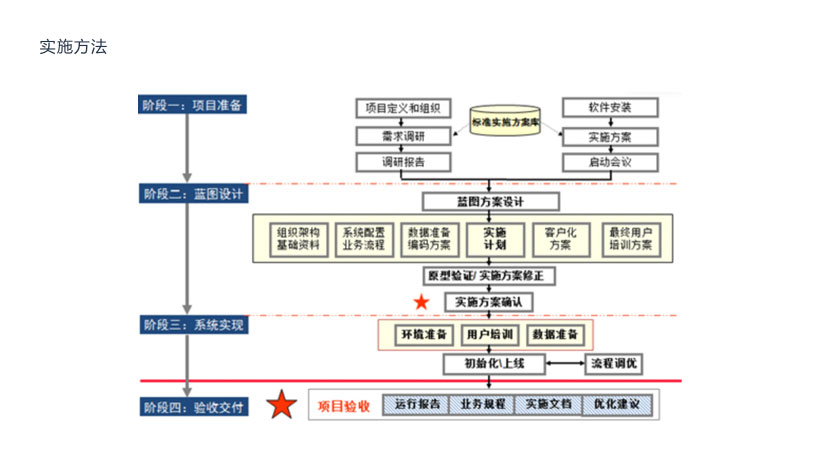 实施方法
阶段一：项目准备
项目定义和组织
需求调研
调研报告
标准实施方案库
软件安装
实施方案
启动会议
阶段二：蓝图设计
蓝图方案设计
组织架构
基础资料
系统配置
业务流程
数据准备
编码方案
实施
计划
客户化
方案
最终用户
培训方案
原型验证/实施方案修正
实施方案确认
阶段三：系统实现
环境准备
用户培训
数据准备
初始化\上线
流程调优
阶段四：验收交付
项目验收
运行报告
业务规程
实施文档
优化建议